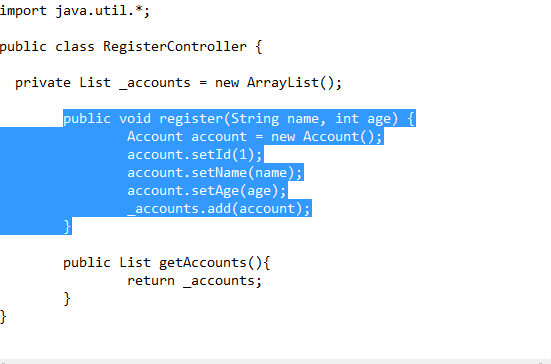 import java.util.*;
public class RegisterController {
private List _accounts = new ArrayList();
public void register(String name, int age) {
Account account = new Account();
account.setId(1);
account.setName(name);
account.setAge(age);
_accounts.add(account);
}
public List getAccounts(){
return _accounts;
}
}